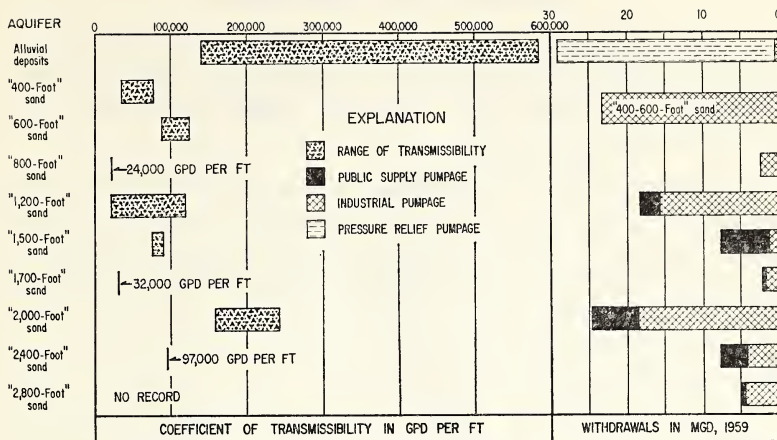 AQUIFER
0 100,000 200,000 300,000 400,000 500,000 600,000 20 10 0
Alluvial
deposits
"400-Foot"
sand
"400-600-Foot" sand
"600-Foot"
sand
EXPLANATION
RANGE OF TRANSMISSIBILITY
PUBLIC SUPPLY PUMPAGE
INDUSTRIAL PUMPAGE
PRESSURE RELIEF PUMPAGE
"800-Foot"
sand
24,000 GPD PER FT
"1,200-Foot"
sand
"1,500-Foot"
sand
"1,700-Foot"
sand
32,000 GPD PER FT
"2,000-Foot"
sand
"2,400-Foot"
sand
97,000 GPD PER FT
"2,800-Foot"
sand
NO RECORD
COEFFICIENT OF TRANSMISSIBILITY IN GPD PER FT
WITHDRAWALS IN MGD, 1959